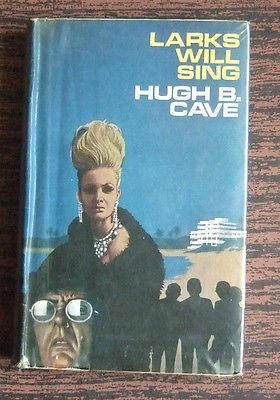 LARKS
WILL
SING
HUGH B.
CAVE